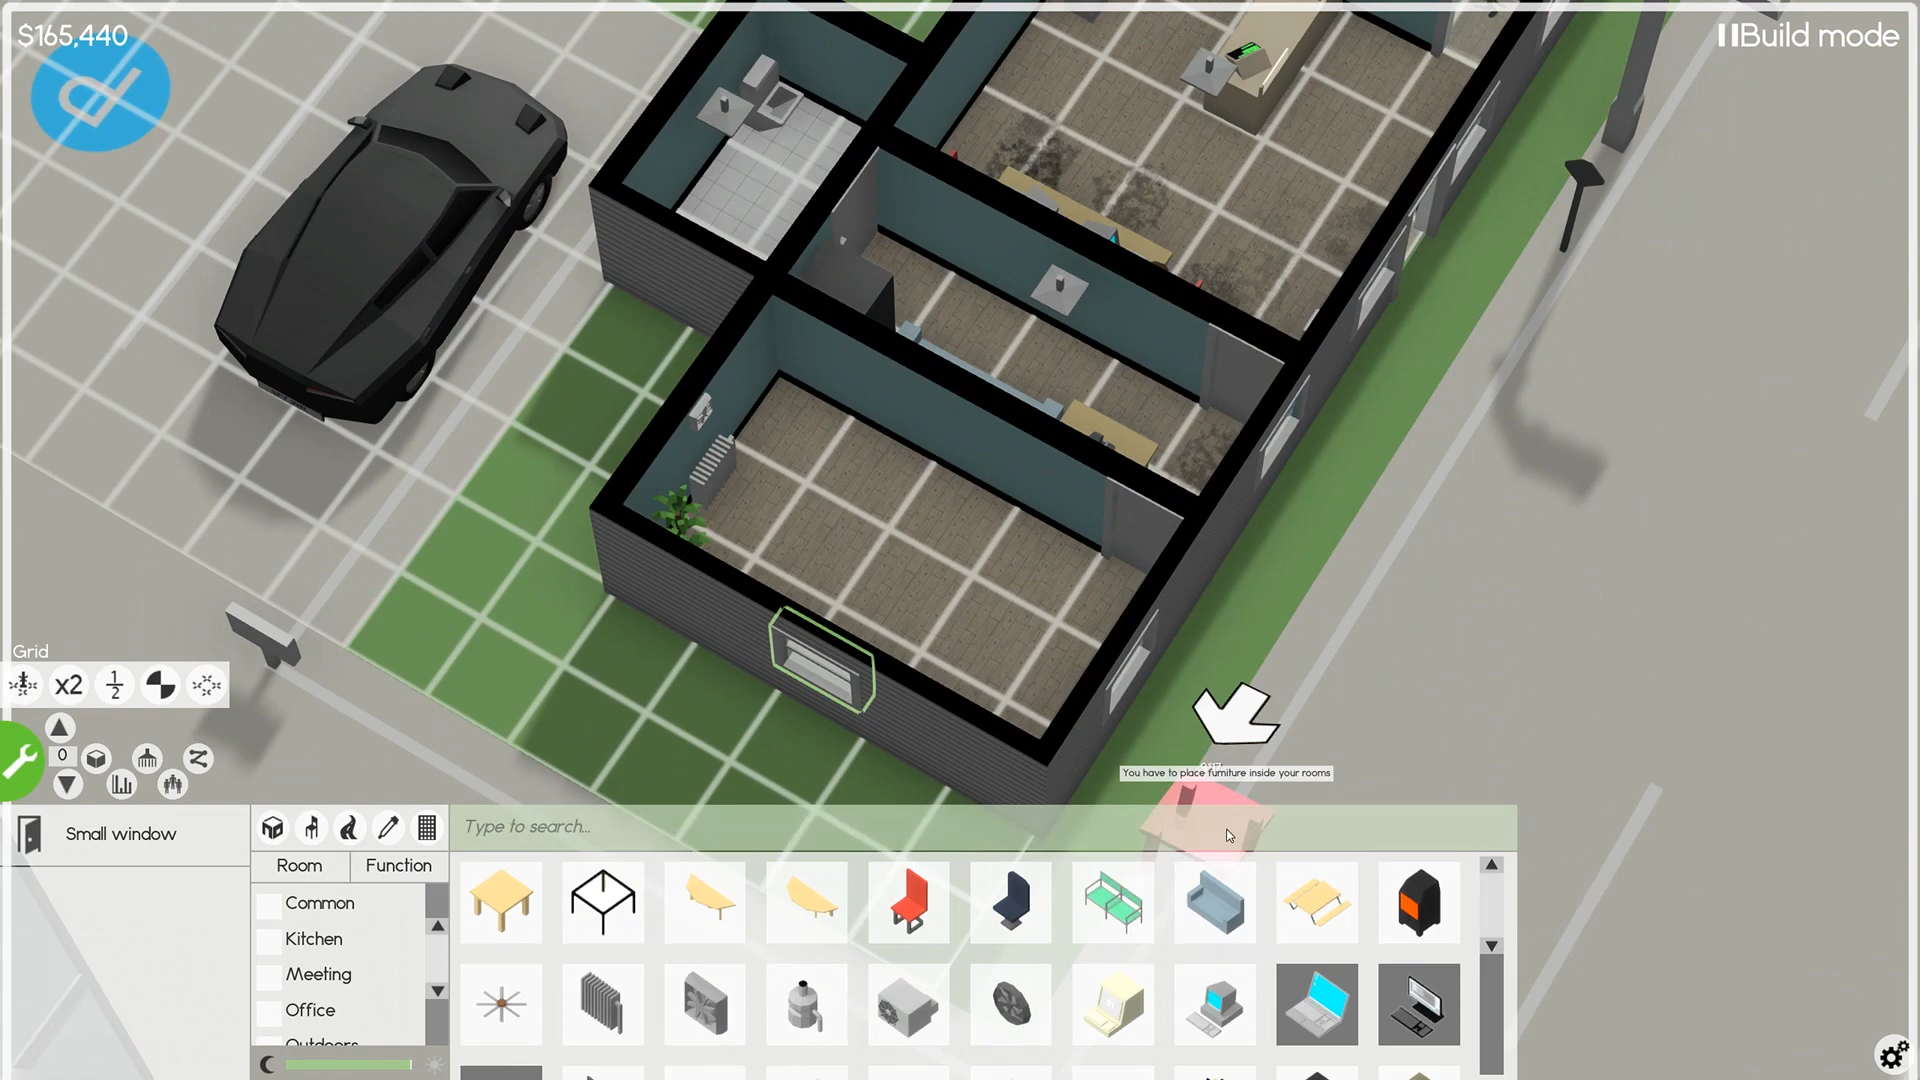 $165,440
Build mode
Grid
x2
1/2
0
You have to place furniture inside your rooms
Small window
Type to search...
Room
Function
Common
Kitchen
Meeting
Office
Outdoors